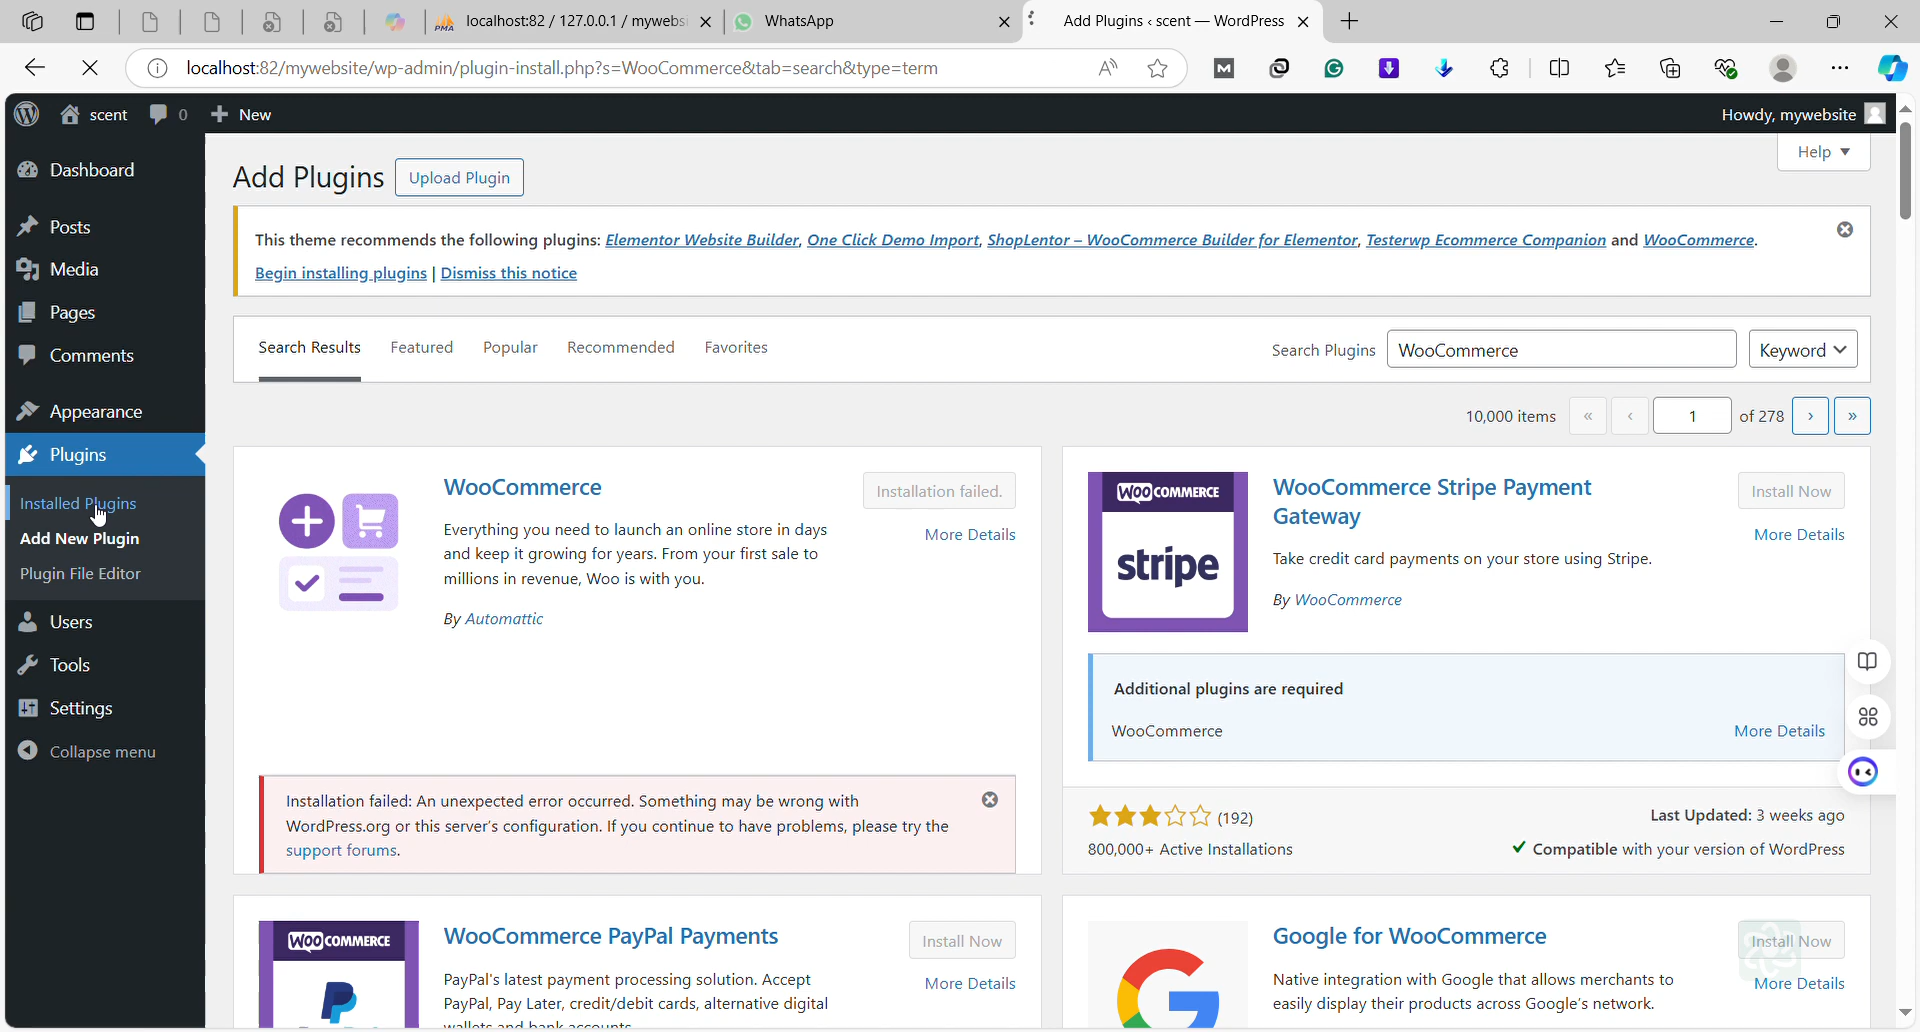 PMA localhost:82 / 127.0.0.1 / mywebsi
WhatsApp
Add Plugins ‹ scent — WordPress
localhost:82/mywebsite/wp-admin/plugin-install.php?s=WooCommerce&tab=search&type=term
scent 0 New
Howdy, mywebsite
Dashboard
Posts
Media
Pages
Comments
Appearance
Plugins
Installed Plugins
Add New Plugin
Plugin File Editor
Users
Tools
Settings
Collapse menu
Help
Add Plugins Upload Plugin
This theme recommends the following plugins: Elementor Website Builder, One Click Demo Import, ShopLentor – WooCommerce Builder for Elementor, Testerwp Ecommerce Companion and WooCommerce.
Begin installing plugins | Dismiss this notice
Search Results Featured Popular Recommended Favorites Search Plugins WooCommerce Keyword
10,000 items « ‹ 1 of 278 › »
WooCommerce
Installation failed.
More Details
Everything you need to launch an online store in days
and keep it growing for years. From your first sale to
millions in revenue, Woo is with you.
By Automattic
Installation failed: An unexpected error occurred. Something may be wrong with
WordPress.org or this server's configuration. If you continue to have problems, please try the
support forums.
WOO COMMERCE
stripe
WooCommerce Stripe Payment
Gateway
Install Now
More Details
Take credit card payments on your store using Stripe.
By WooCommerce
Additional plugins are required
WooCommerce More Details
(192)
800,000+ Active Installations
Last Updated: 3 weeks ago
Compatible with your version of WordPress
WOO COMMERCE
WooCommerce PayPal Payments
Install Now
More Details
PayPal's latest payment processing solution. Accept
PayPal, Pay Later, credit/debit cards, alternative digital
wallets and bank accounts.
Google for WooCommerce
Install Now
More Details
Native integration with Google that allows merchants to
easily display their products across Google's network.